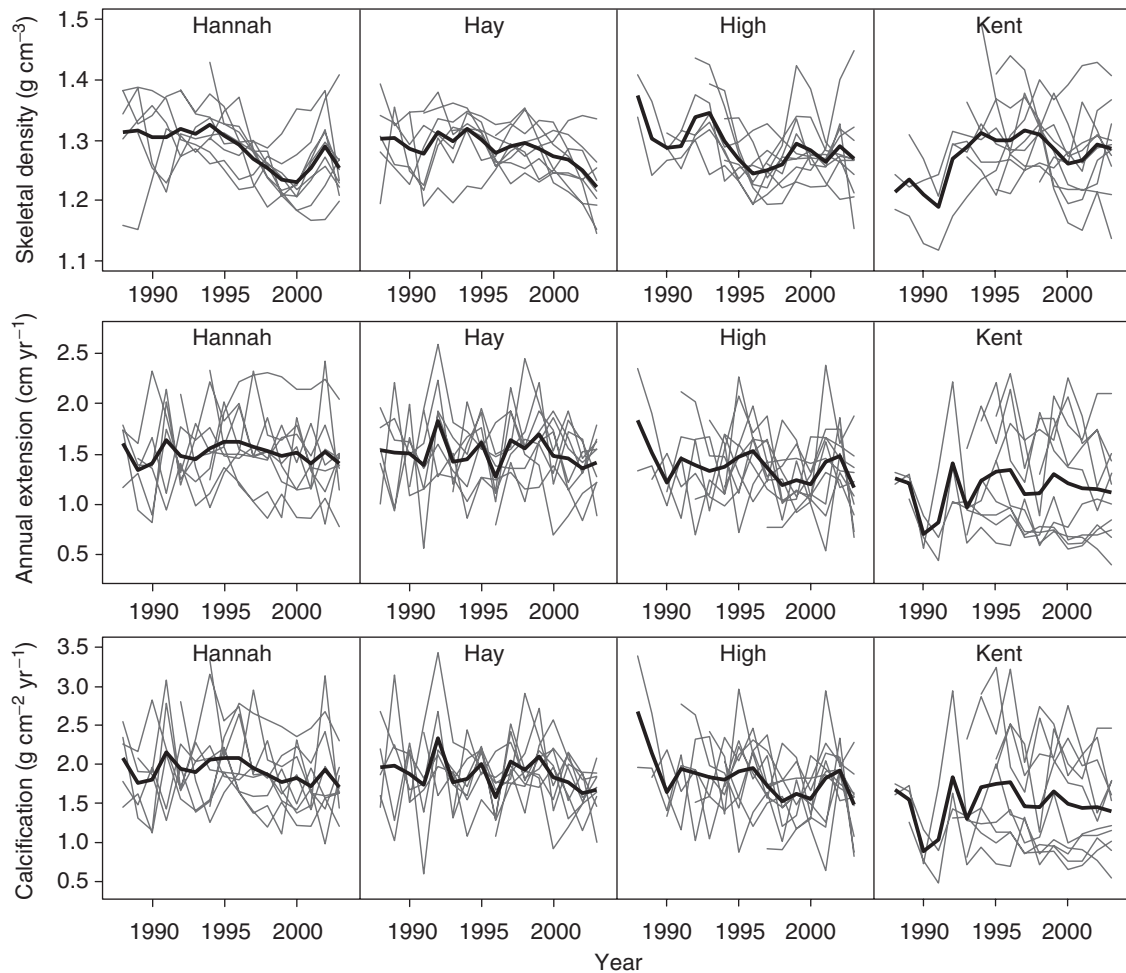 Skeletal density (g cm⁻³)
Hannah Hay High Kent
1.5
1.4
1.3
1.2
1.1
1990 1995 2000 1990 1995 2000 1990 1995 2000 1990 1995 2000
Annual extension (cm yr⁻¹)
Hannah Hay High Kent
2.5
2.0
1.5
1.0
0.5
1990 1995 2000 1990 1995 2000 1990 1995 2000 1990 1995 2000
Calcification (g cm⁻² yr⁻¹)
Hannah Hay High Kent
3.5
3.0
2.5
2.0
1.5
1.0
0.5
1990 1995 2000 1990 1995 2000 1990 1995 2000 1990 1995 2000
Year